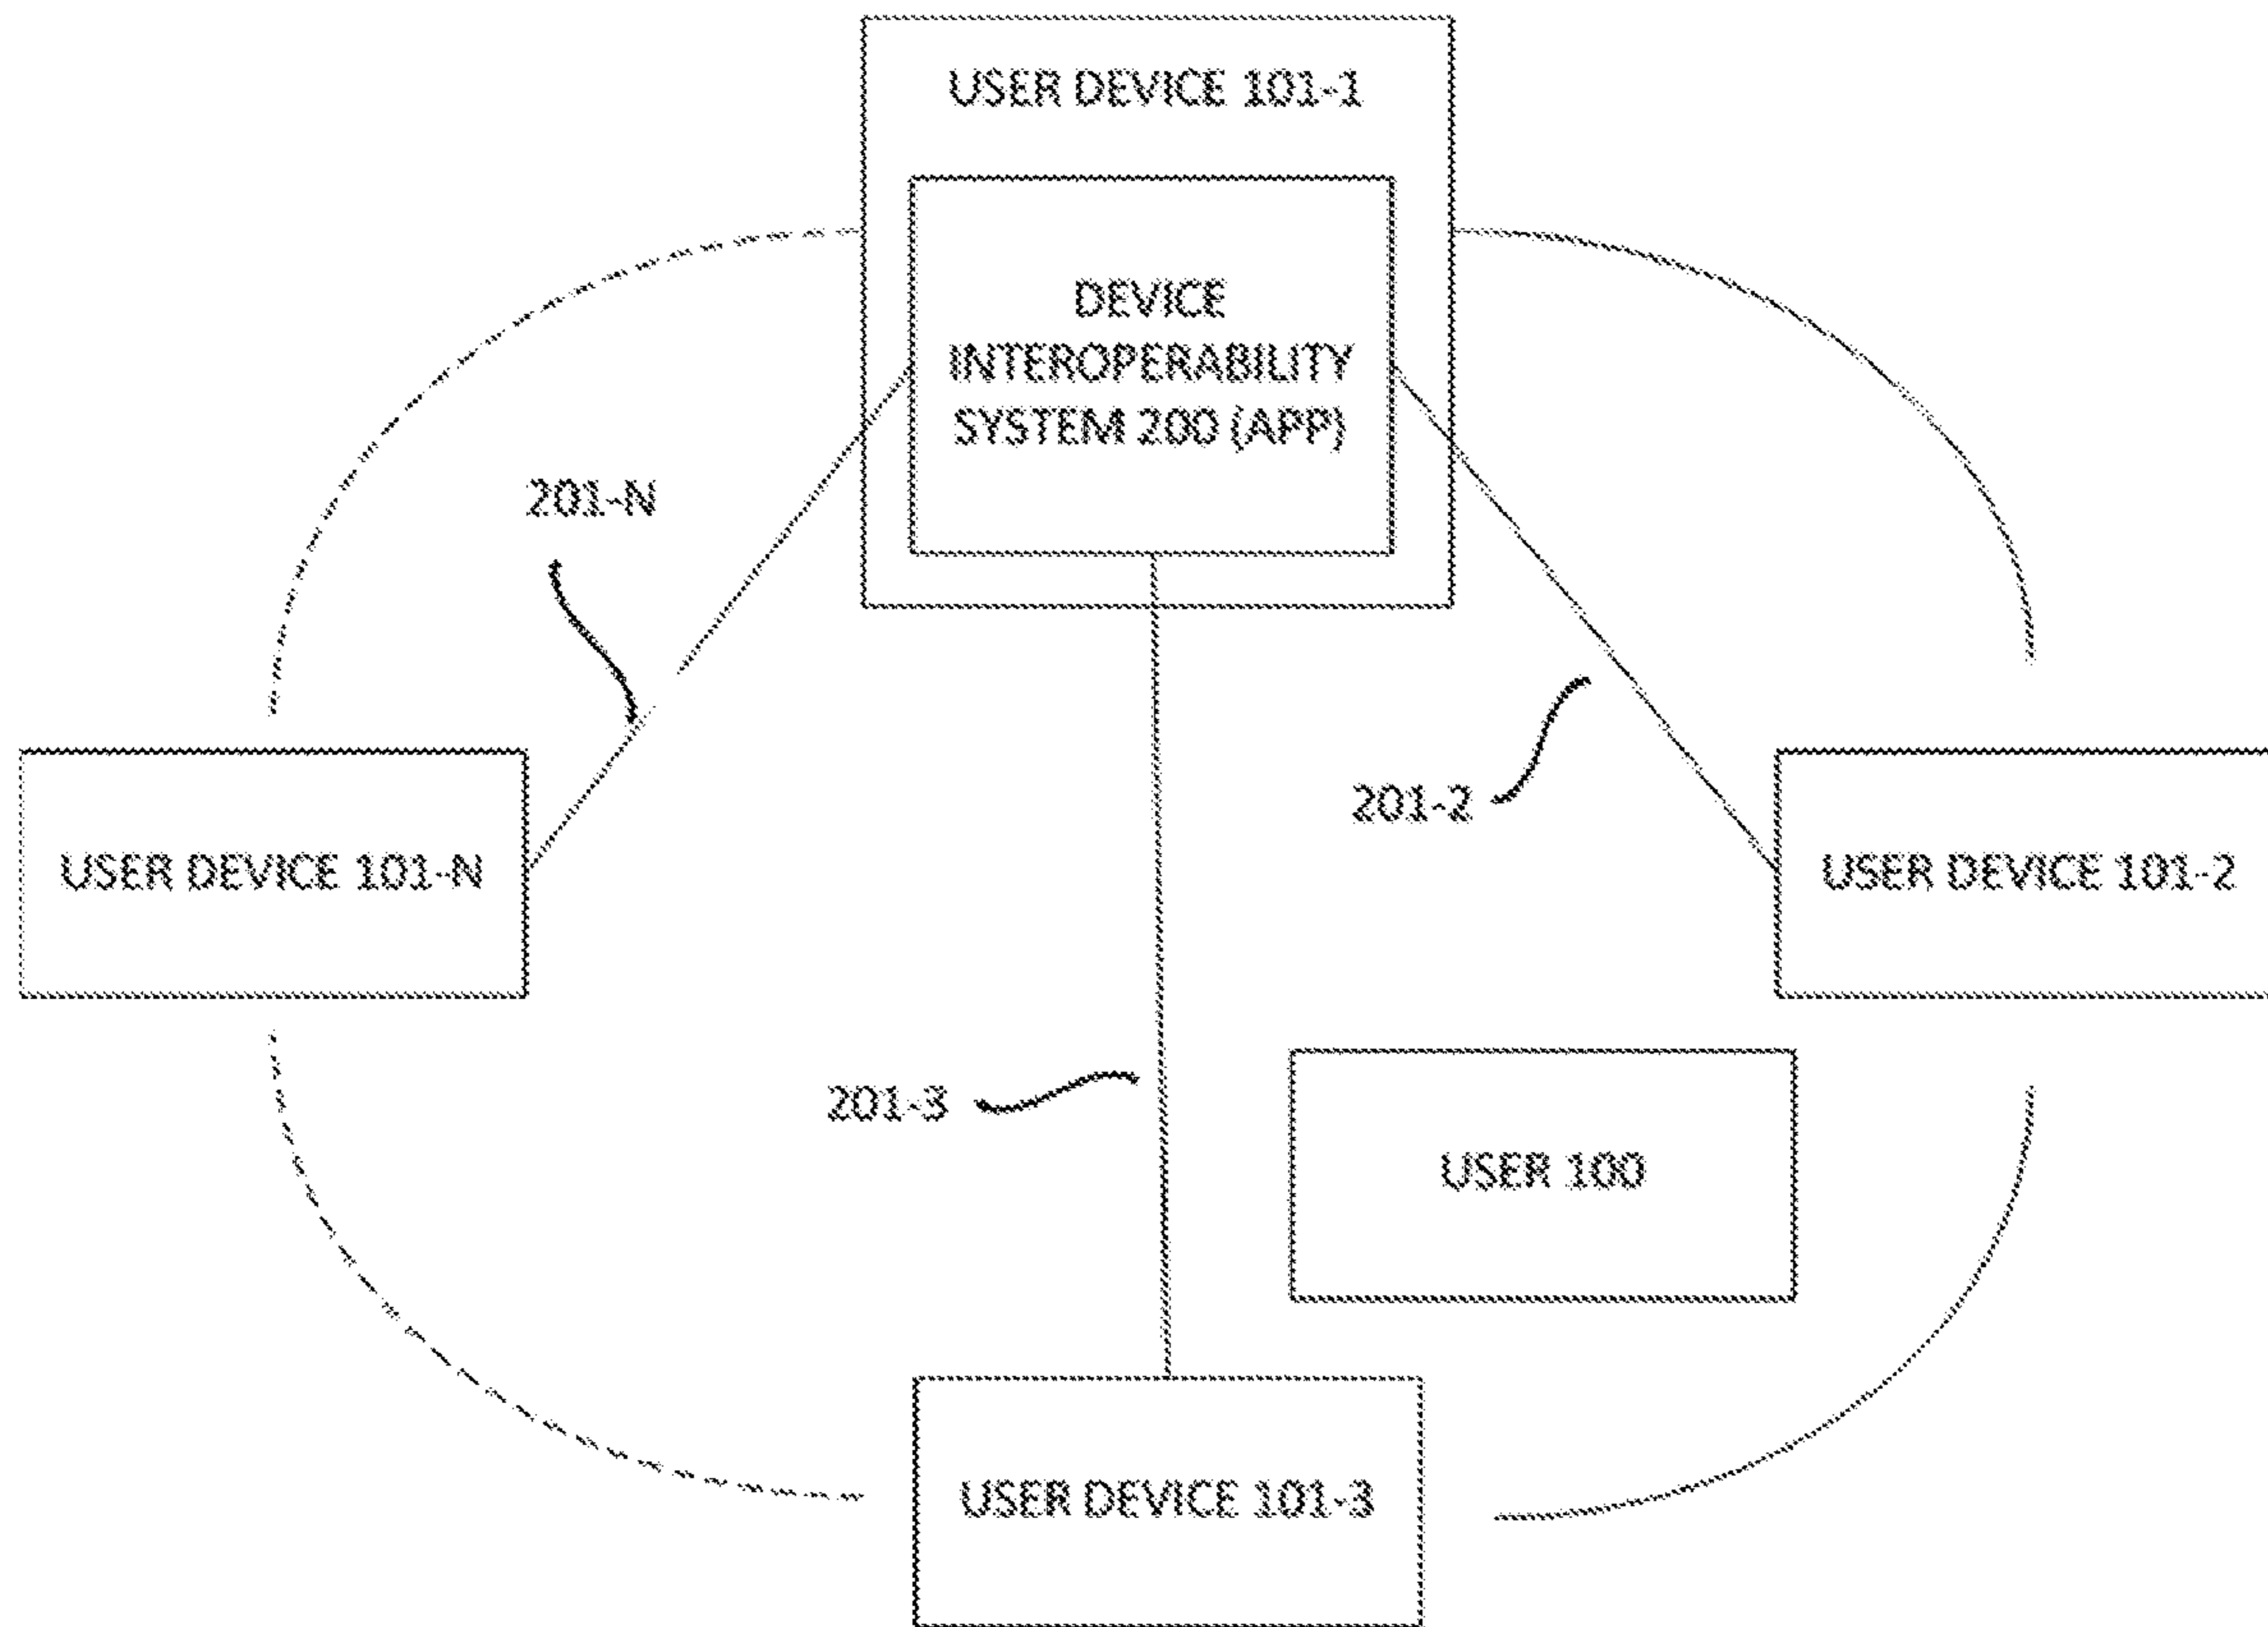 USER DEVICE 101-1
DEVICE
INTEROPERABILITY
SYSTEM 200 (APP)
201-N
201-2
USER DEVICE 101-N
USER DEVICE 101-2
201-3
USER 100
USER DEVICE 101-3